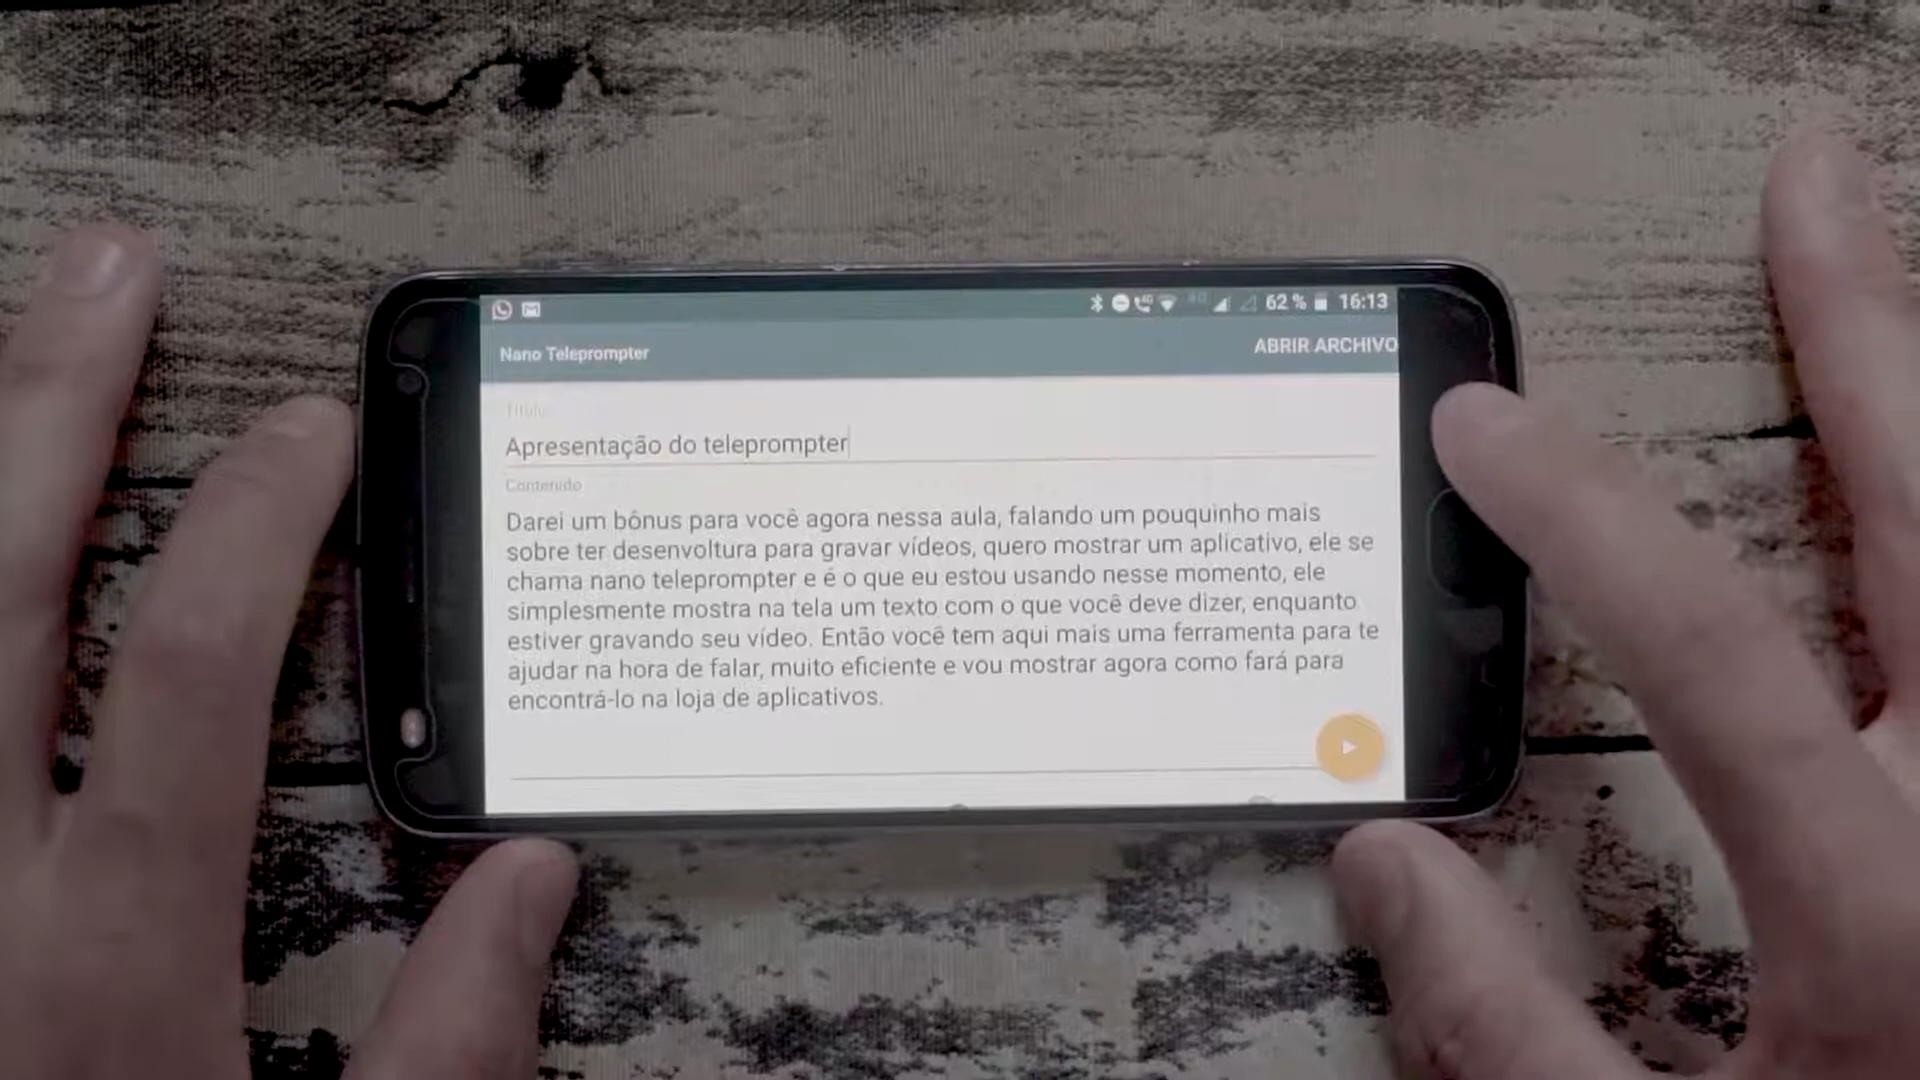 62 % 16:13
Nano Teleprompter
ABRIR ARCHIVO
Título
Apresentação do teleprompter
Contenido
Darei um bônus para você agora nessa aula, falando um pouquinho mais
sobre ter desenvoltura para gravar vídeos, quero mostrar um aplicativo, ele se
chama nano teleprompter e é o que eu estou usando nesse momento, ele
simplesmente mostra na tela um texto com o que você deve dizer, enquanto
estiver gravando seu vídeo. Então você tem aqui mais uma ferramenta para te
ajudar na hora de falar, muito eficiente e vou mostrar agora como fará para
encontrá-lo na loja de aplicativos.